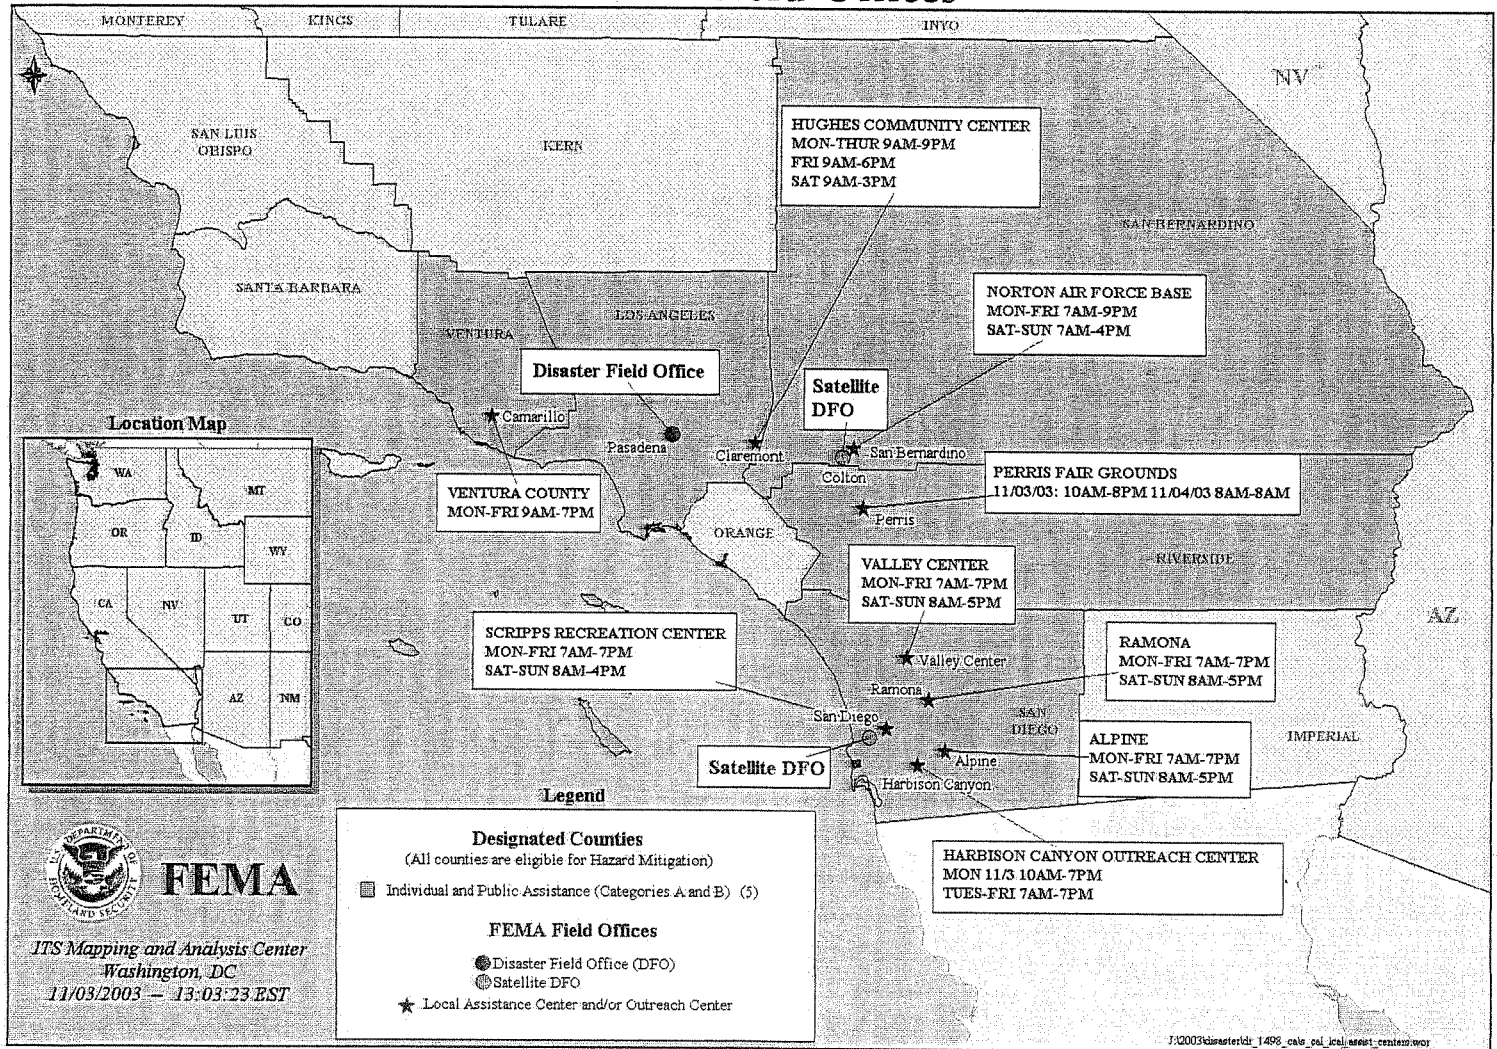 MONTEREY
KINGS
TULARE
INYO
NV
SAN LUIS
OBISPO
KERN
HUGHES COMMUNITY CENTER
MON-THUR 9AM-9PM
FRI 9AM-6PM
SAT 9AM-3PM
SAN BERNARDINO
SANTA BARBARA
VENTURA
LOS ANGELES
NORTON AIR FORCE BASE
MON-FRI 7AM-9PM
SAT-SUN 7AM-4PM
Disaster Field Office
Satellite
DFO
Camarillo
Pasadena
Claremont
San Bernardino
Colton
VENTURA COUNTY
MON-FRI 9AM-7PM
PERRIS FAIR GROUNDS
11/03/03: 10AM-8PM 11/04/03 8AM-8AM
Perris
ORANGE
RIVERSIDE
VALLEY CENTER
MON-FRI 7AM-7PM
SAT-SUN 8AM-5PM
AZ
SCRIPPS RECREATION CENTER
MON-FRI 7AM-7PM
SAT-SUN 8AM-4PM
Valley Center
RAMONA
MON-FRI 7AM-7PM
SAT-SUN 8AM-5PM
Ramona
San Diego
SAN
DIEGO
IMPERIAL
ALPINE
MON-FRI 7AM-7PM
SAT-SUN 8AM-5PM
Alpine
Satellite DFO
Harbison Canyon
HARBISON CANYON OUTREACH CENTER
MON 11/3 10AM-7PM
TUES-FRI 7AM-7PM
Location Map
WA
MT
OR
ID
WY
CA
NV
UT
CO
AZ
NM
Legend
Designated Counties
(All counties are eligible for Hazard Mitigation)
Individual and Public Assistance (Categories A and B) (5)
FEMA Field Offices
Disaster Field Office (DFO)
Satellite DFO
Local Assistance Center and/or Outreach Center
U.S. DEPARTMENT OF
HOMELAND SECURITY
FEMA
ITS Mapping and Analysis Center
Washington, DC
11/03/2003 -- 13:03:23 EST